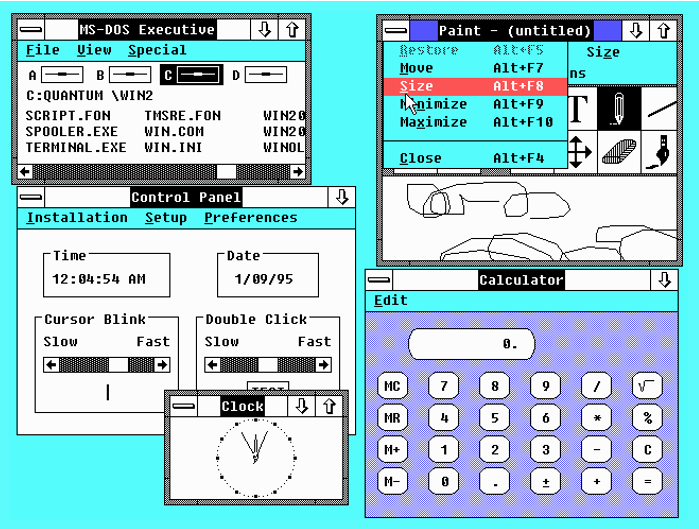 MS-DOS Executive
File View Special
A B C D
C:QUANTUM \WIN2
SCRIPT.FON TMSRE.FON WIN20
SPOOLER.EXE WIN.COM WIN20
TERMINAL.EXE WIN.INI WINOL
Paint - (untitled)
Restore Alt+F5
Move Alt+F7
Size Alt+F8
Minimize Alt+F9
Maximize Alt+F10
Close Alt+F4
Size
ns
T
Control Panel
Installation Setup Preferences
Time
12:04:54 AM
Date
1/09/95
Cursor Blink
Slow Fast
Double Click
Slow Fast
TEST
Clock
Calculator
Edit
0.
MC 7 8 9 / √
MR 4 5 6 * %
M+ 1 2 3 - C
M- 0 . ± + =